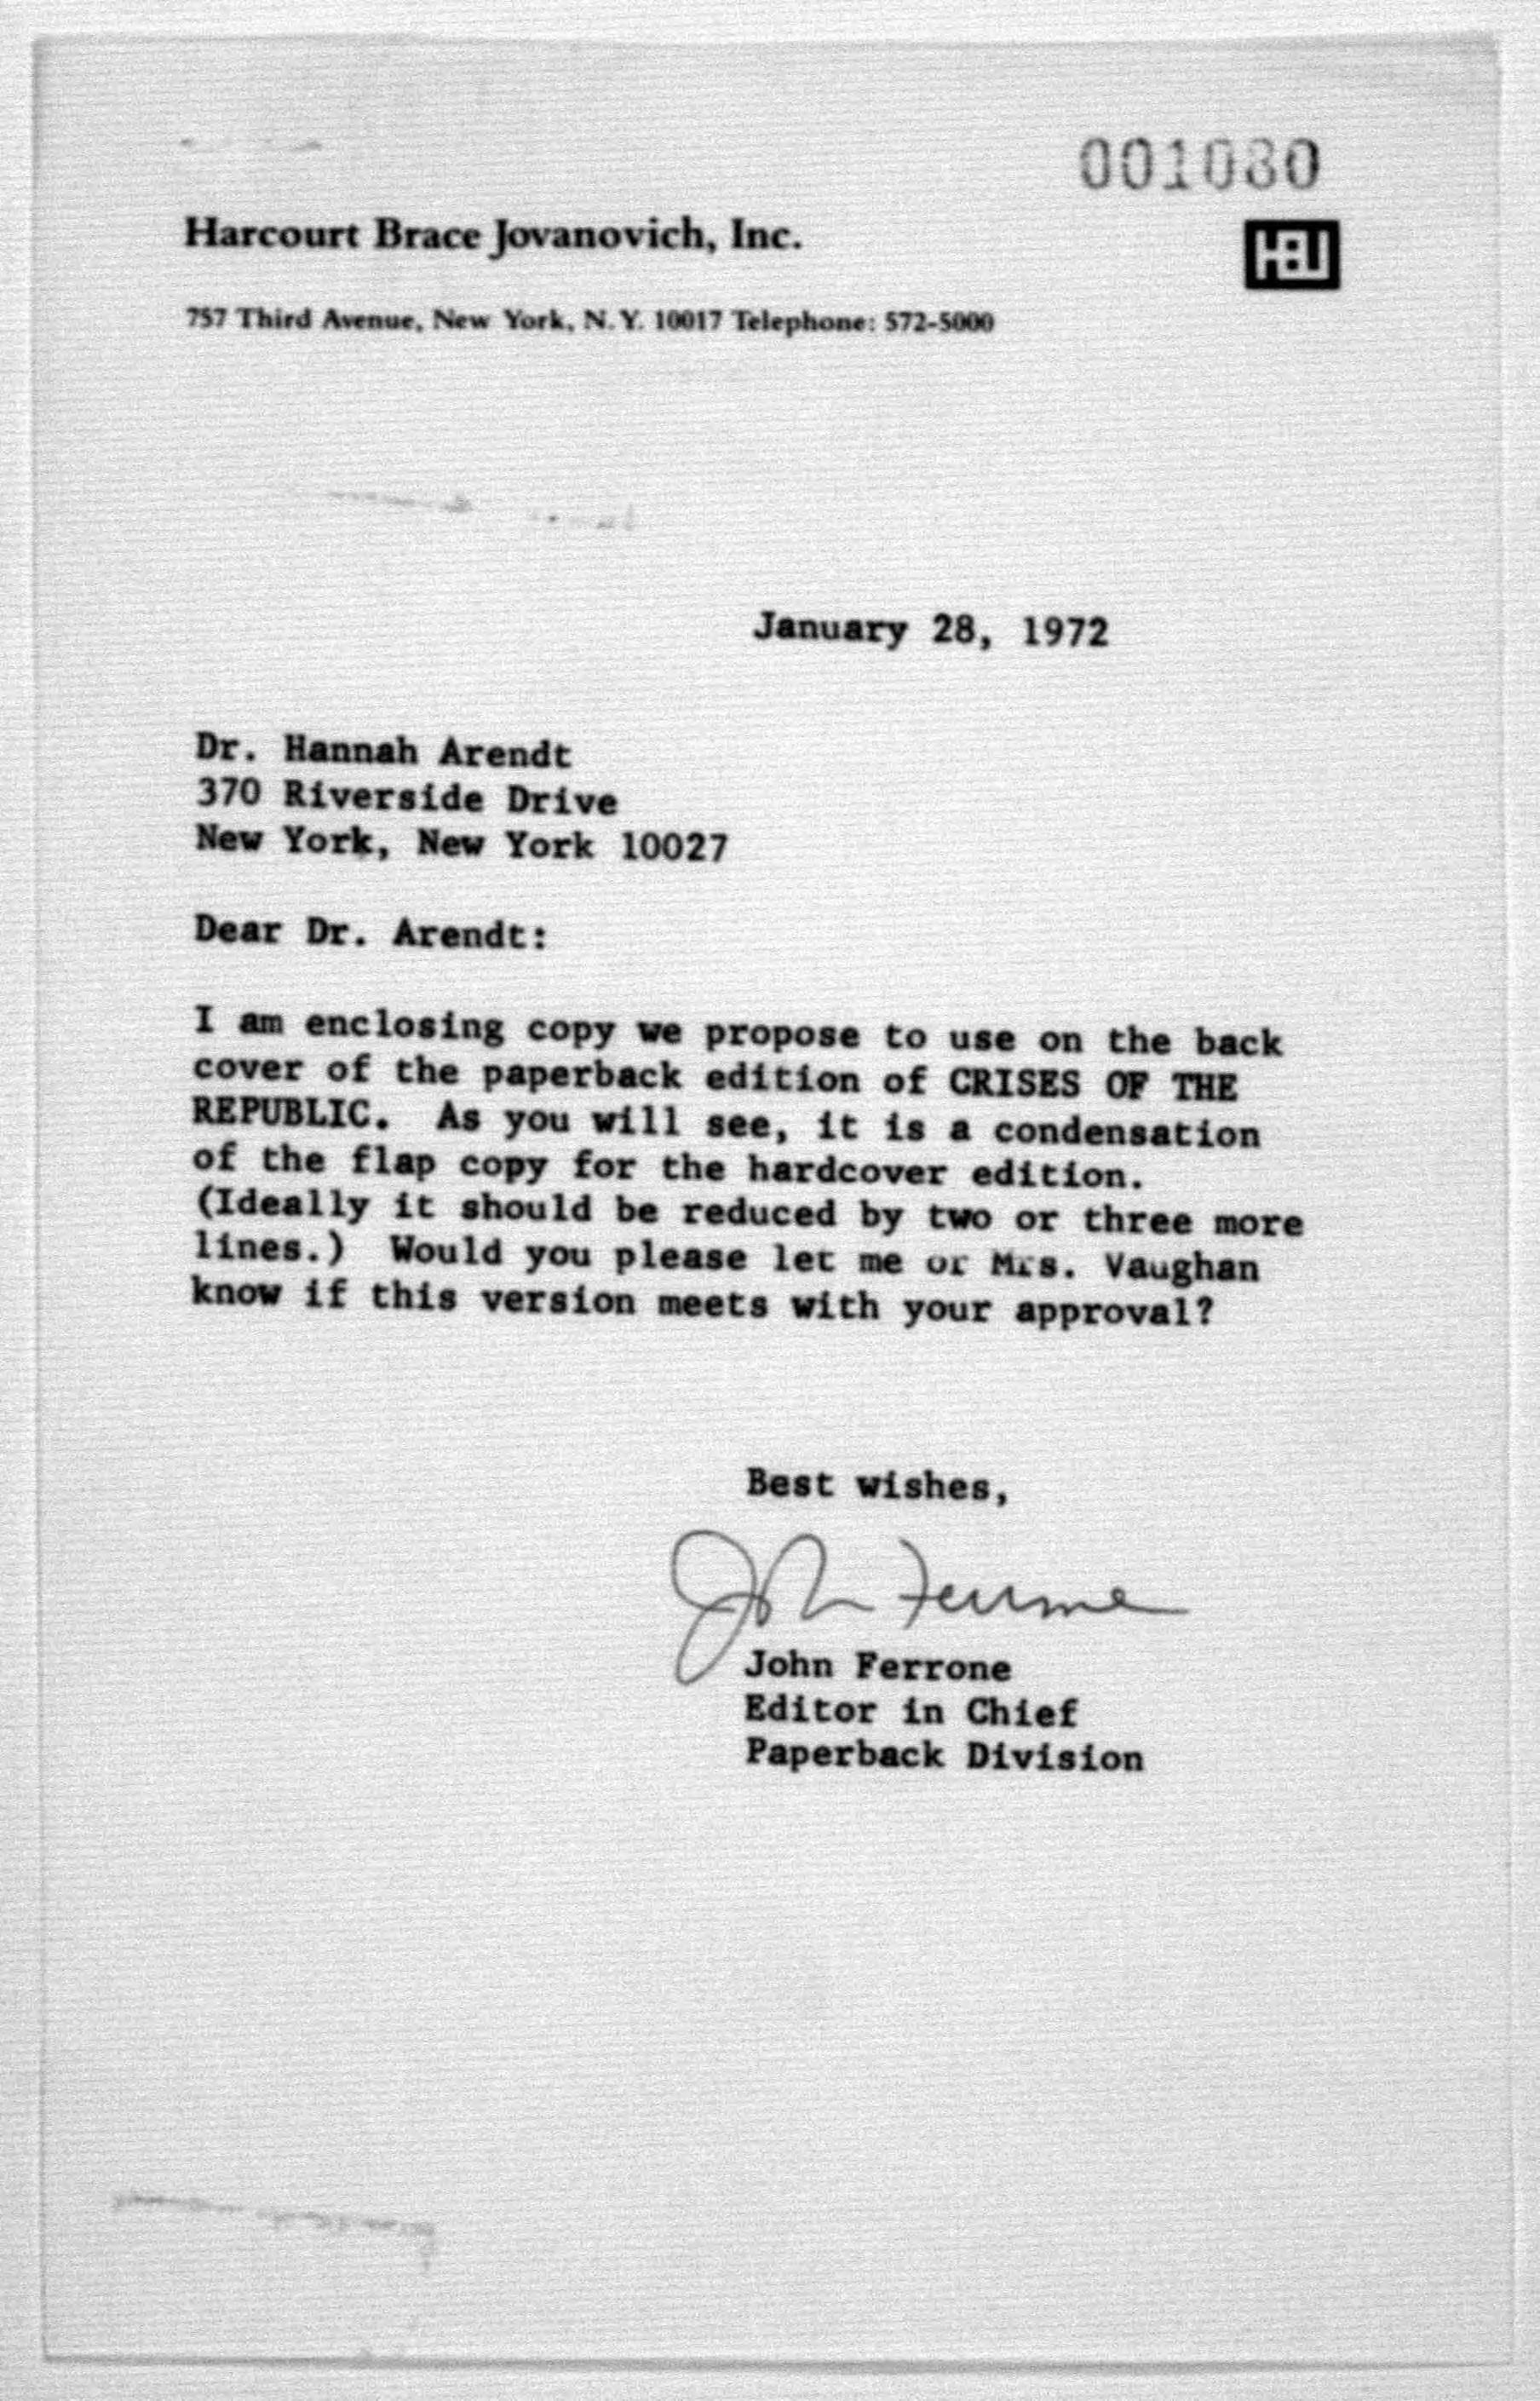 001080
Harcourt Brace Jovanovich, Inc.
HBJ
757 Third Avenue, New York, N.Y. 10017 Telephone: 572-5000
January 28, 1972
Dr. Hannah Arendt
370 Riverside Drive
New York, New York 10027
Dear Dr. Arendt:
I am enclosing copy we propose to use on the back
cover of the paperback edition of CRISES OF THE
REPUBLIC. As you will see, it is a condensation
of the flap copy for the hardcover edition.
(Ideally it should be reduced by two or three more
lines.) Would you please let me or Mrs. Vaughan
know if this version meets with your approval?
Best wishes,
John Ferrone
John Ferrone
Editor in Chief
Paperback Division